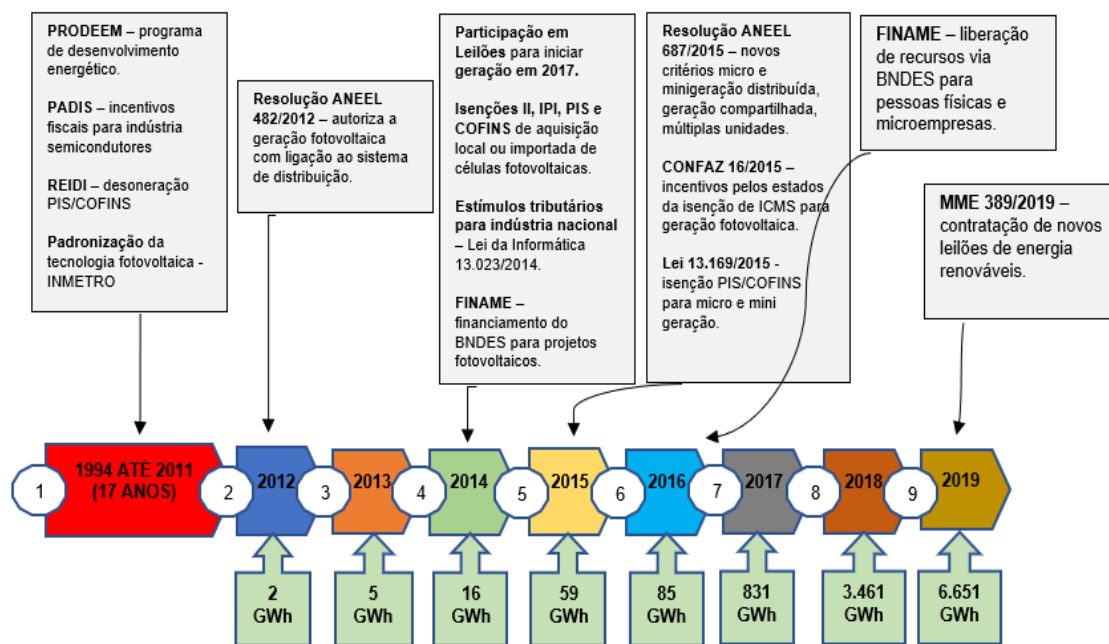 PRODEEM – programa
de desenvolvimento
energético.
PADIS – incentivos
fiscais para indústria
semicondutores
REIDI – desoneração
PIS/COFINS
Padronização da
tecnologia fotovoltaica -
INMETRO
Resolução ANEEL
482/2012 – autoriza a
geração fotovoltaica
com ligação ao sistema
de distribuição.
Participação em
Leilões para iniciar
geração em 2017.
Isenções II, IPI, PIS e
COFINS de aquisição
local ou importada de
células fotovoltaicas.
Estímulos tributários
para indústria nacional
– Lei da Informática
13.023/2014.
FINAME –
financiamento do
BNDES para projetos
fotovoltaicos.
Resolução ANEEL
687/2015 – novos
critérios micro e
minigeração distribuída,
geração compartilhada,
múltiplas unidades.
CONFAZ 16/2015 –
incentivos pelos estados
da isenção de ICMS para
geração fotovoltaica.
Lei 13.169/2015 -
isenção PIS/COFINS
para micro e mini
geração.
FINAME – liberação
de recursos via
BNDES para
pessoas físicas e
microempresas.
MME 389/2019 –
contratação de novos
leilões de energia
renováveis.
1
1994 ATÉ 2011
(17 ANOS)
2
2012
3
2013
4
2014
5
2015
6
2016
7
2017
8
2018
9
2019
2
GWh
5
GWh
16
GWh
59
GWh
85
GWh
831
GWh
3.461
GWh
6.651
GWh